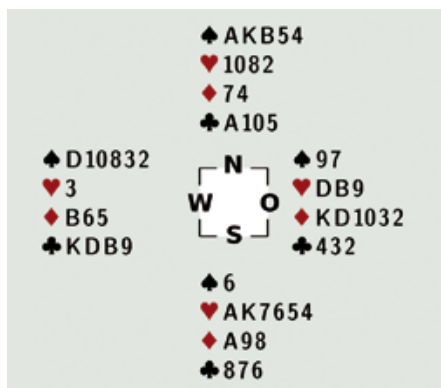 ♠ AKB54
♥ 1082
♦ 74
♣ A105
♠ D10832
♥ 3
♦ B65
♣ KDB9
N
W O
S
♠ 97
♥ DB9
♦ KD1032
♣ 432
♠ 6
♥ AK7654
♦ A98
♣ 876